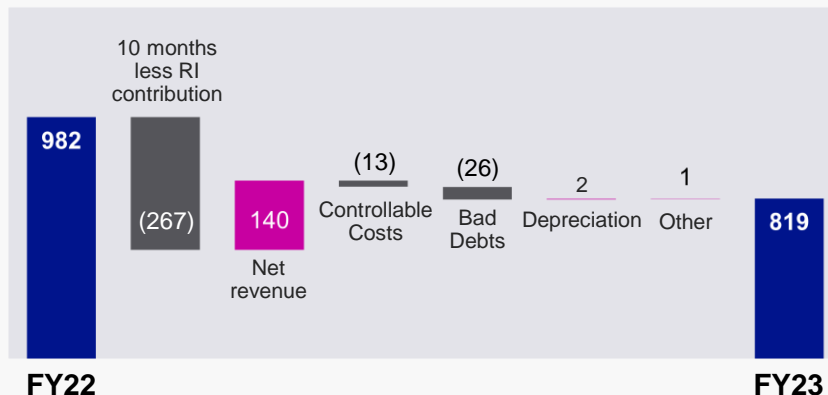 10 months
less RI
contribution
982
(267)
140
Net
revenue
(13)
Controllable
Costs
(26)
Bad
Debts
2
Depreciation
1
Other
819
FY22
FY23